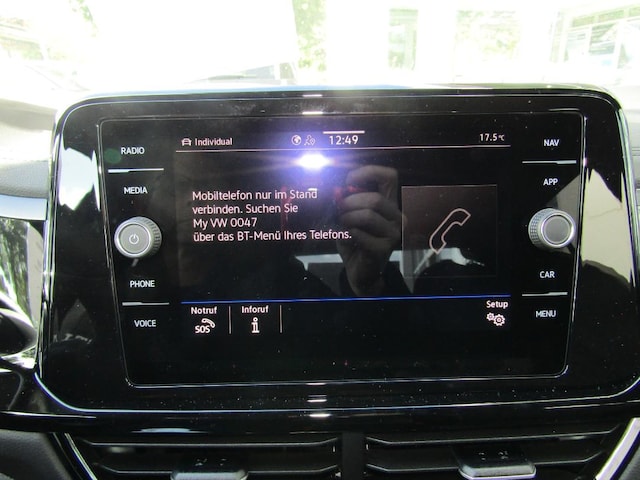 RADIO
MEDIA
PHONE
VOICE
Individual
12:49
17.5°C
Mobiltelefon nur im Stand
verbinden. Suchen Sie
My VW 0047
über das BT-Menü Ihres Telefons.
Notruf
SOS
Inforuf
Setup
NAV
APP
CAR
MENU